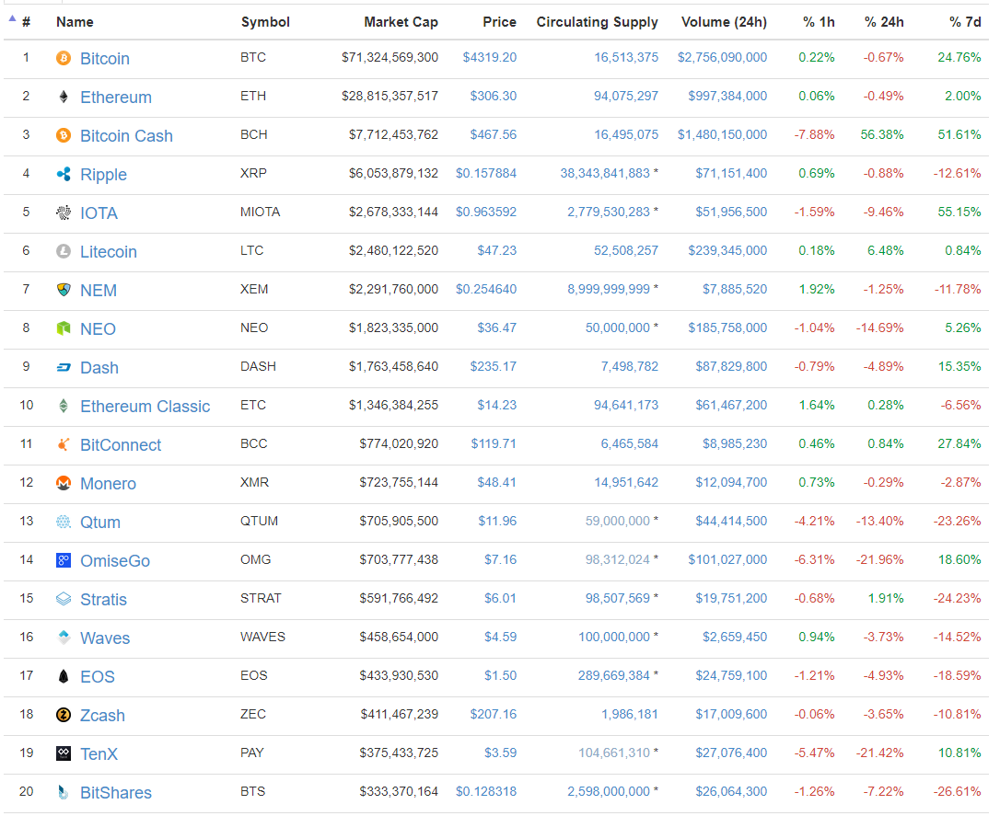 # Name Symbol Market Cap Price Circulating Supply Volume (24h) % 1h % 24h % 7d
1 Bitcoin BTC $71,324,569,300 $4319.20 16,513,375 $2,756,090,000 0.22% -0.67% 24.76%
2 Ethereum ETH $28,815,357,517 $306.30 94,075,297 $997,384,000 0.06% -0.49% 2.00%
3 Bitcoin Cash BCH $7,712,453,762 $467.56 16,495,075 $1,480,150,000 -7.88% 56.38% 51.61%
4 Ripple XRP $6,053,879,132 $0.157884 38,343,841,883 * $71,151,400 0.69% -0.88% -12.61%
5 IOTA MIOTA $2,678,333,144 $0.963592 2,779,530,283 * $51,956,500 -1.59% -9.46% 55.15%
6 Litecoin LTC $2,480,122,520 $47.23 52,508,257 $239,345,000 0.18% 6.48% 0.84%
7 NEM XEM $2,291,760,000 $0.254640 8,999,999,999 * $7,885,520 1.92% -1.25% -11.78%
8 NEO NEO $1,823,335,000 $36.47 50,000,000 * $185,758,000 -1.04% -14.69% 5.26%
9 Dash DASH $1,763,458,640 $235.17 7,498,782 $87,829,800 -0.79% -4.89% 15.35%
10 Ethereum Classic ETC $1,346,384,255 $14.23 94,641,173 $61,467,200 1.64% 0.28% -6.56%
11 BitConnect BCC $774,020,920 $119.71 6,465,584 $8,985,230 0.46% 0.84% 27.84%
12 Monero XMR $723,755,144 $48.41 14,951,642 $12,094,700 0.73% -0.29% -2.87%
13 Qtum QTUM $705,905,500 $11.96 59,000,000 * $44,414,500 -4.21% -13.40% -23.26%
14 OmiseGo OMG $703,777,438 $7.16 98,312,024 * $101,027,000 -6.31% -21.96% 18.60%
15 Stratis STRAT $591,766,492 $6.01 98,507,569 * $19,751,200 -0.68% 1.91% -24.23%
16 Waves WAVES $458,654,000 $4.59 100,000,000 * $2,659,450 0.94% -3.73% -14.52%
17 EOS EOS $433,930,530 $1.50 289,669,384 * $24,759,100 -1.21% -4.93% -18.59%
18 Zcash ZEC $411,467,239 $207.16 1,986,181 $17,009,600 -0.06% -3.65% -10.81%
19 TenX PAY $375,433,725 $3.59 104,661,310 * $27,076,400 -5.47% -21.42% 10.81%
20 BitShares BTS $333,370,164 $0.128318 2,598,000,000 * $26,064,300 -1.26% -7.22% -26.61%